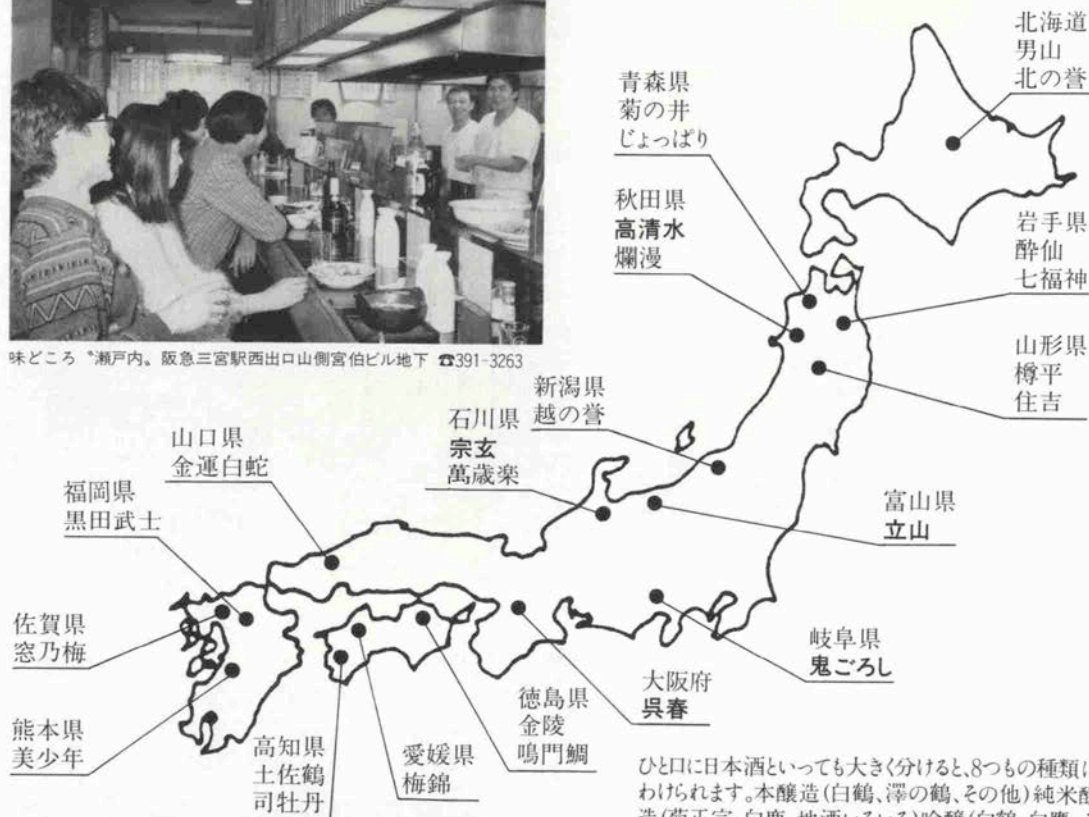 北海道
男山
北の誉
青森県
菊の井
じょっぱり
秋田県
高清水
爛漫
岩手県
酔仙
七福神
山形県
樽平
住吉
味どころ〝瀬戸内〟阪急三宮駅西出口山側宮伯ビル地下 ☎391-3263
新潟県
越の誉
石川県
宗玄
萬歳楽
山口県
金運白蛇
福岡県
黒田武士
富山県
立山
佐賀県
窓乃梅
岐阜県
鬼ごろし
大阪府
呉春
徳島県
金陵
鳴門鯛
熊本県
美少年
高知県
土佐鶴
司牡丹
愛媛県
梅錦
ひと口に日本酒といっても大きく分けると、8つもの種類に
わけられます。本醸造(白鶴、澤の鶴、その他)純米醸